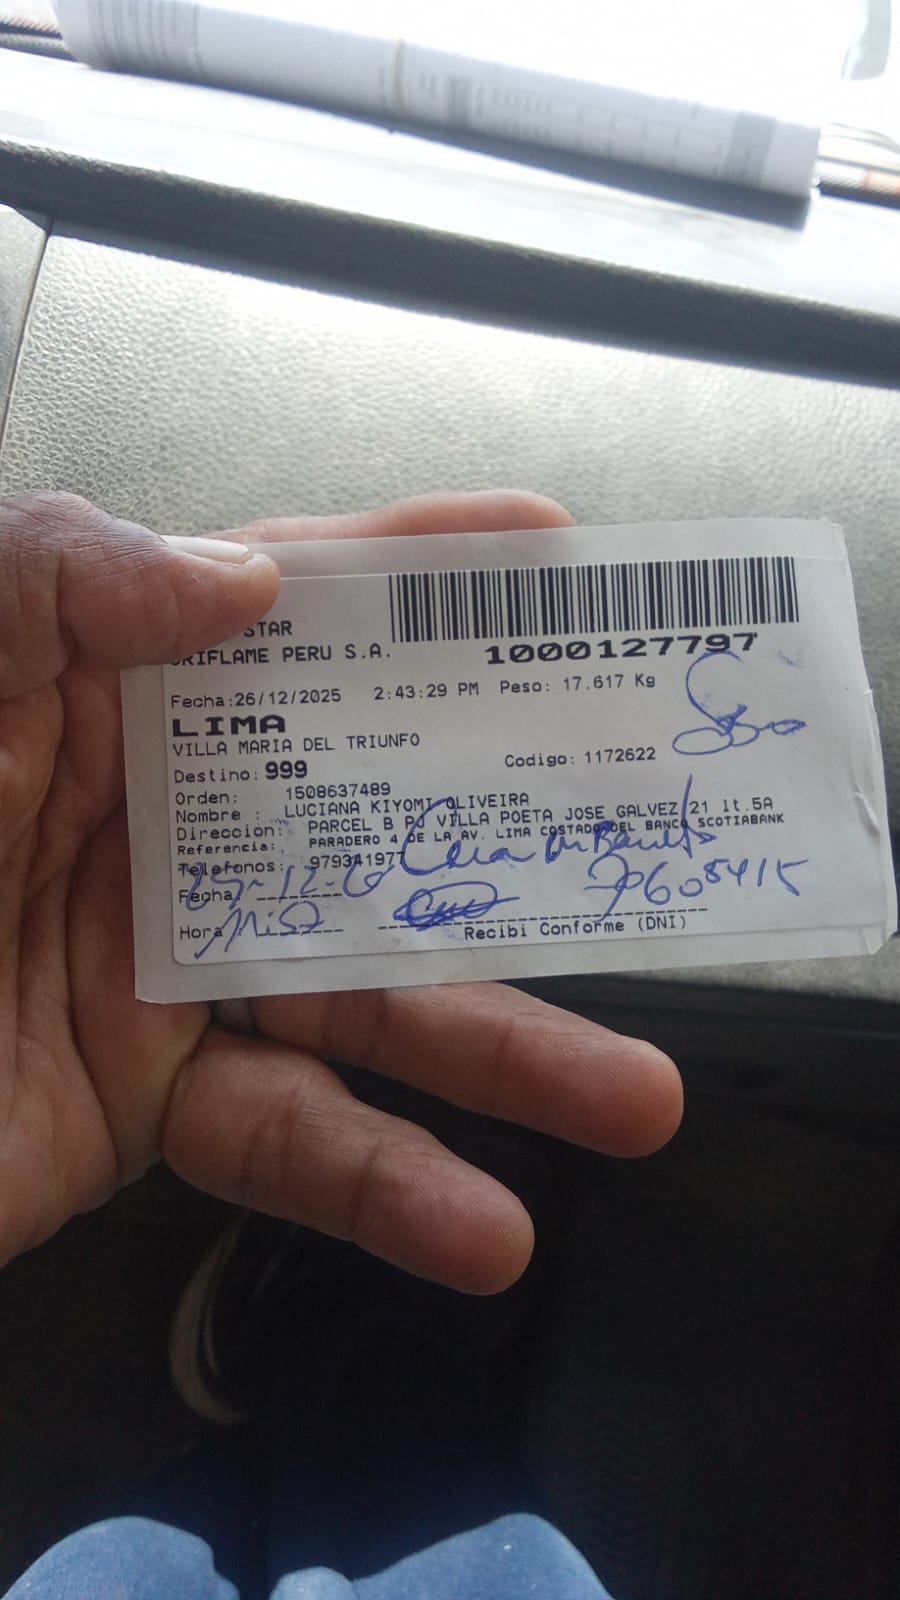 STAR
ORIFLAME PERU S.A.
1000127797
Fecha:26/12/2025 2:43:29 PM Peso: 17.617 Kg
LIMA
VILLA MARIA DEL TRIUNFO
Destino: 999 Codigo: 1172622
Orden: 1508637489
Nombre : LUCIANA KIYOMI OLIVEIRA
Direccion: PARCEL B PJ VILLA POETA JOSE GALVEZ 21 lt.5A
Referencia: PARADERO 4 DE LA AV. LIMA COSTADO DEL BANCO SCOTIABANK
Telefonos: 979341977
Fecha
70605415
Hora
Recibi Conforme (DNI)